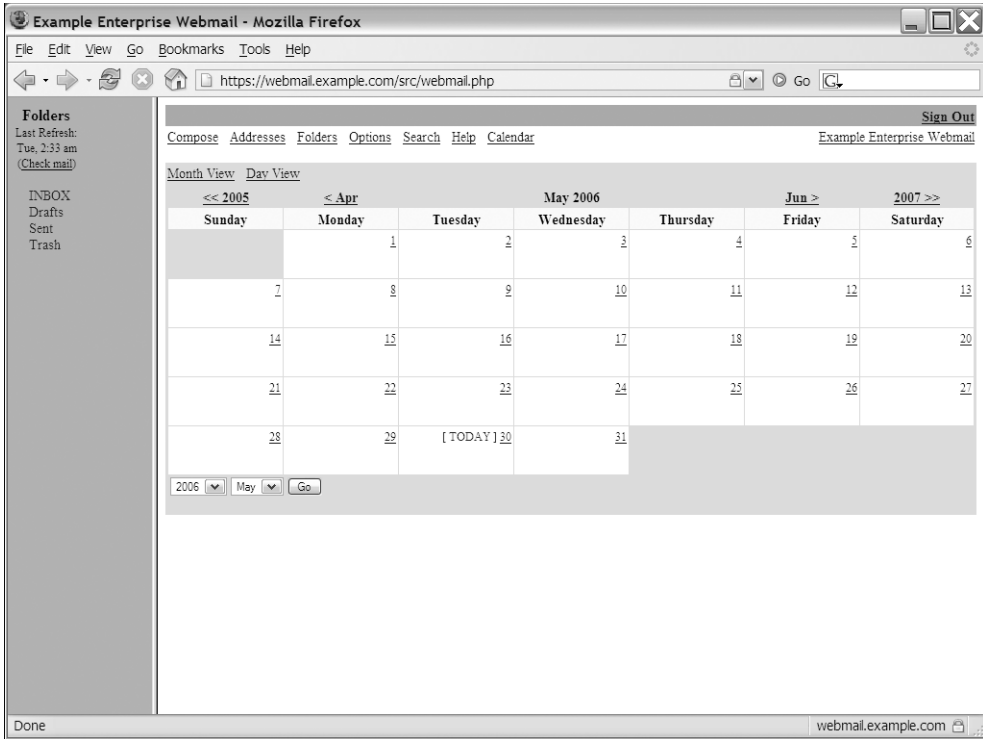 Example Enterprise Webmail - Mozilla Firefox
File Edit View Go Bookmarks Tools Help
https://webmail.example.com/src/webmail.php Go G
Folders
Last Refresh:
Tue, 2:33 am
(Check mail)
INBOX
Drafts
Sent
Trash
Sign Out
Compose Addresses Folders Options Search Help Calendar Example Enterprise Webmail
Month View Day View
<< 2005 < Apr May 2006 Jun > 2007 >>
Sunday Monday Tuesday Wednesday Thursday Friday Saturday
1 2 3 4 5 6
7 8 9 10 11 12 13
14 15 16 17 18 19 20
21 22 23 24 25 26 27
28 29 [ TODAY ] 30 31
2006 May Go
Done webmail.example.com